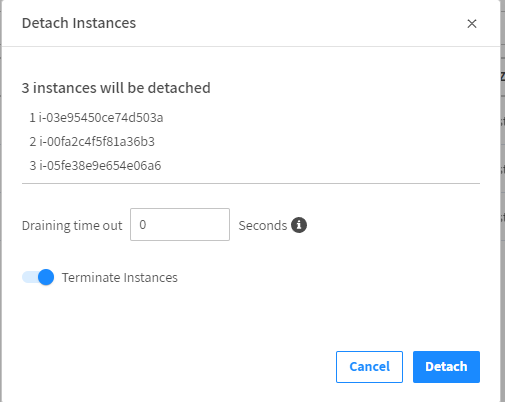 Detach Instances
3 instances will be detached
1 i-03e95450ce74d503a
2 i-00fa2c4f5f81a36b3
3 i-05fe38e9e654e06a6
Draining time out 0 Seconds
Terminate Instances
Cancel Detach